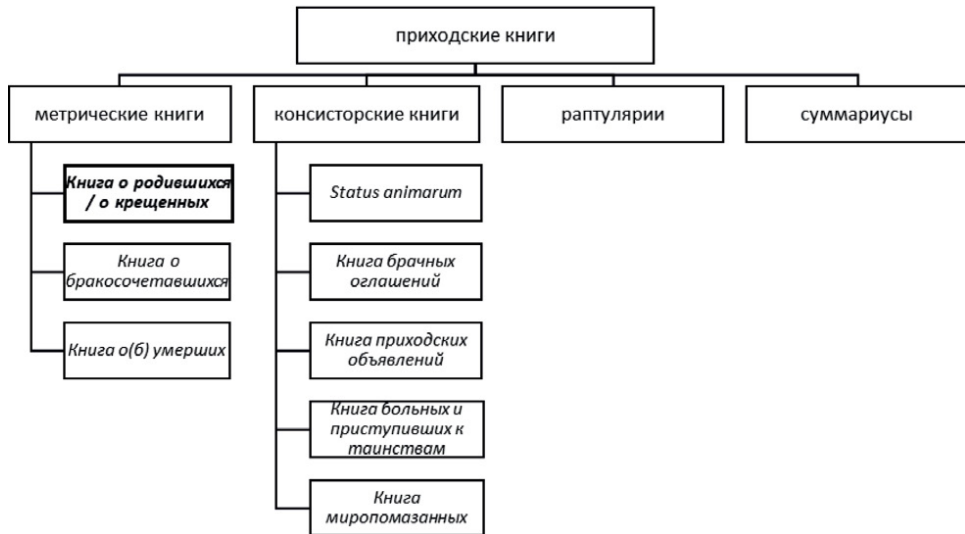 приходские книги
метрические книги
консисторские книги
раптулярии
суммариусы
Книга о родившихся
/ о крещенных
Книга о
бракосочетавшихся
Книга о(б) умерших
Status animarum
Книга брачных
оглашений
Книга приходских
объявлений
Книга больных и
приступивших к
таинствам
Книга
миропомазанных